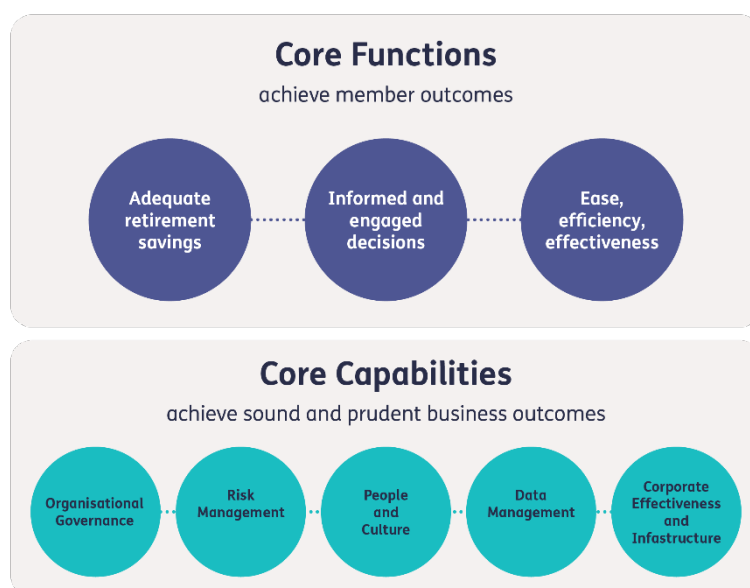 Core Functions
achieve member outcomes
Adequate
retirement
savings
Informed and
engaged
decisions
Ease,
efficiency,
effectiveness
Core Capabilities
achieve sound and prudent business outcomes
Organisational
Governance
Risk
Management
People
and
Culture
Data
Management
Corporate
Effectiveness
and
Infastructure